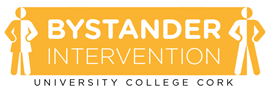 BYSTANDER
INTERVENTION
UNIVERSITY COLLEGE CORK